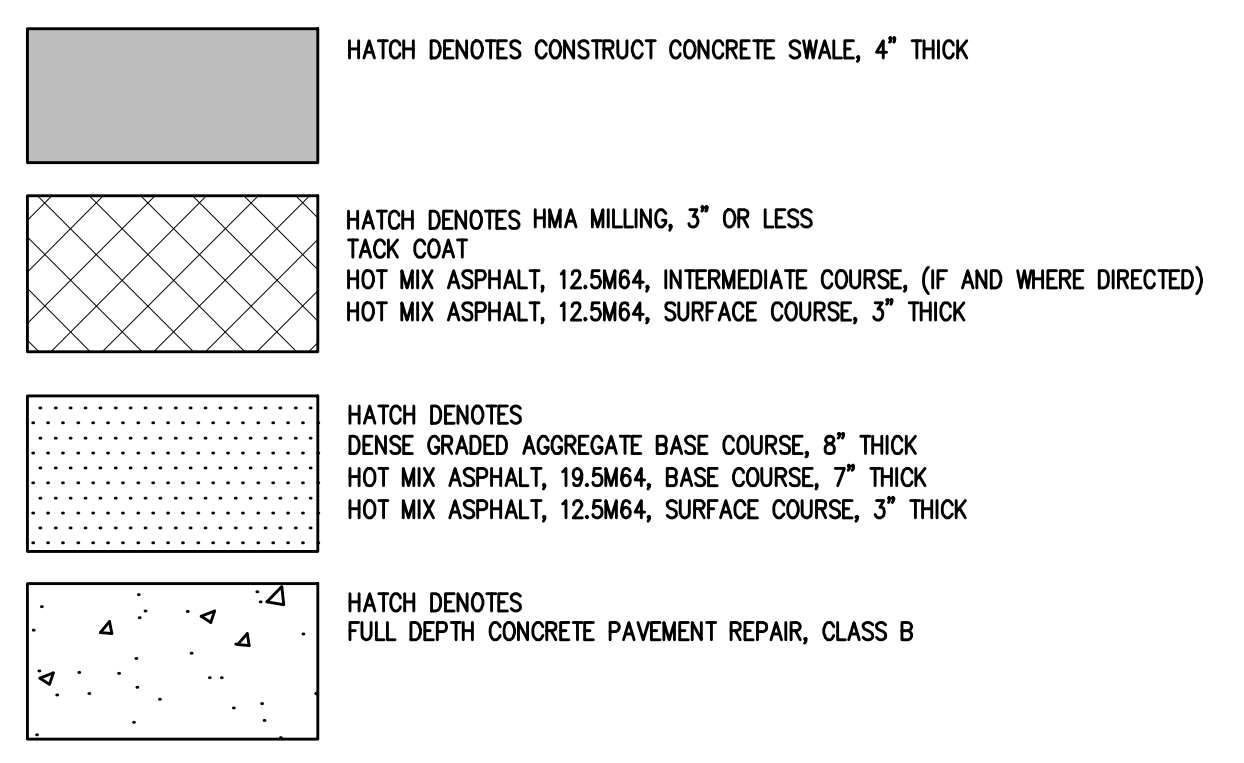 HATCH DENOTES CONSTRUCT CONCRETE SWALE, 4” THICK
HATCH DENOTES HMA MILLING, 3” OR LESS
TACK COAT
HOT MIX ASPHALT, 12.5M64, INTERMEDIATE COURSE, (IF AND WHERE DIRECTED)
HOT MIX ASPHALT, 12.5M64, SURFACE COURSE, 3” THICK
HATCH DENOTES
DENSE GRADED AGGREGATE BASE COURSE, 8” THICK
HOT MIX ASPHALT, 19.5M64, BASE COURSE, 7” THICK
HOT MIX ASPHALT, 12.5M64, SURFACE COURSE, 3” THICK
HATCH DENOTES
FULL DEPTH CONCRETE PAVEMENT REPAIR, CLASS B